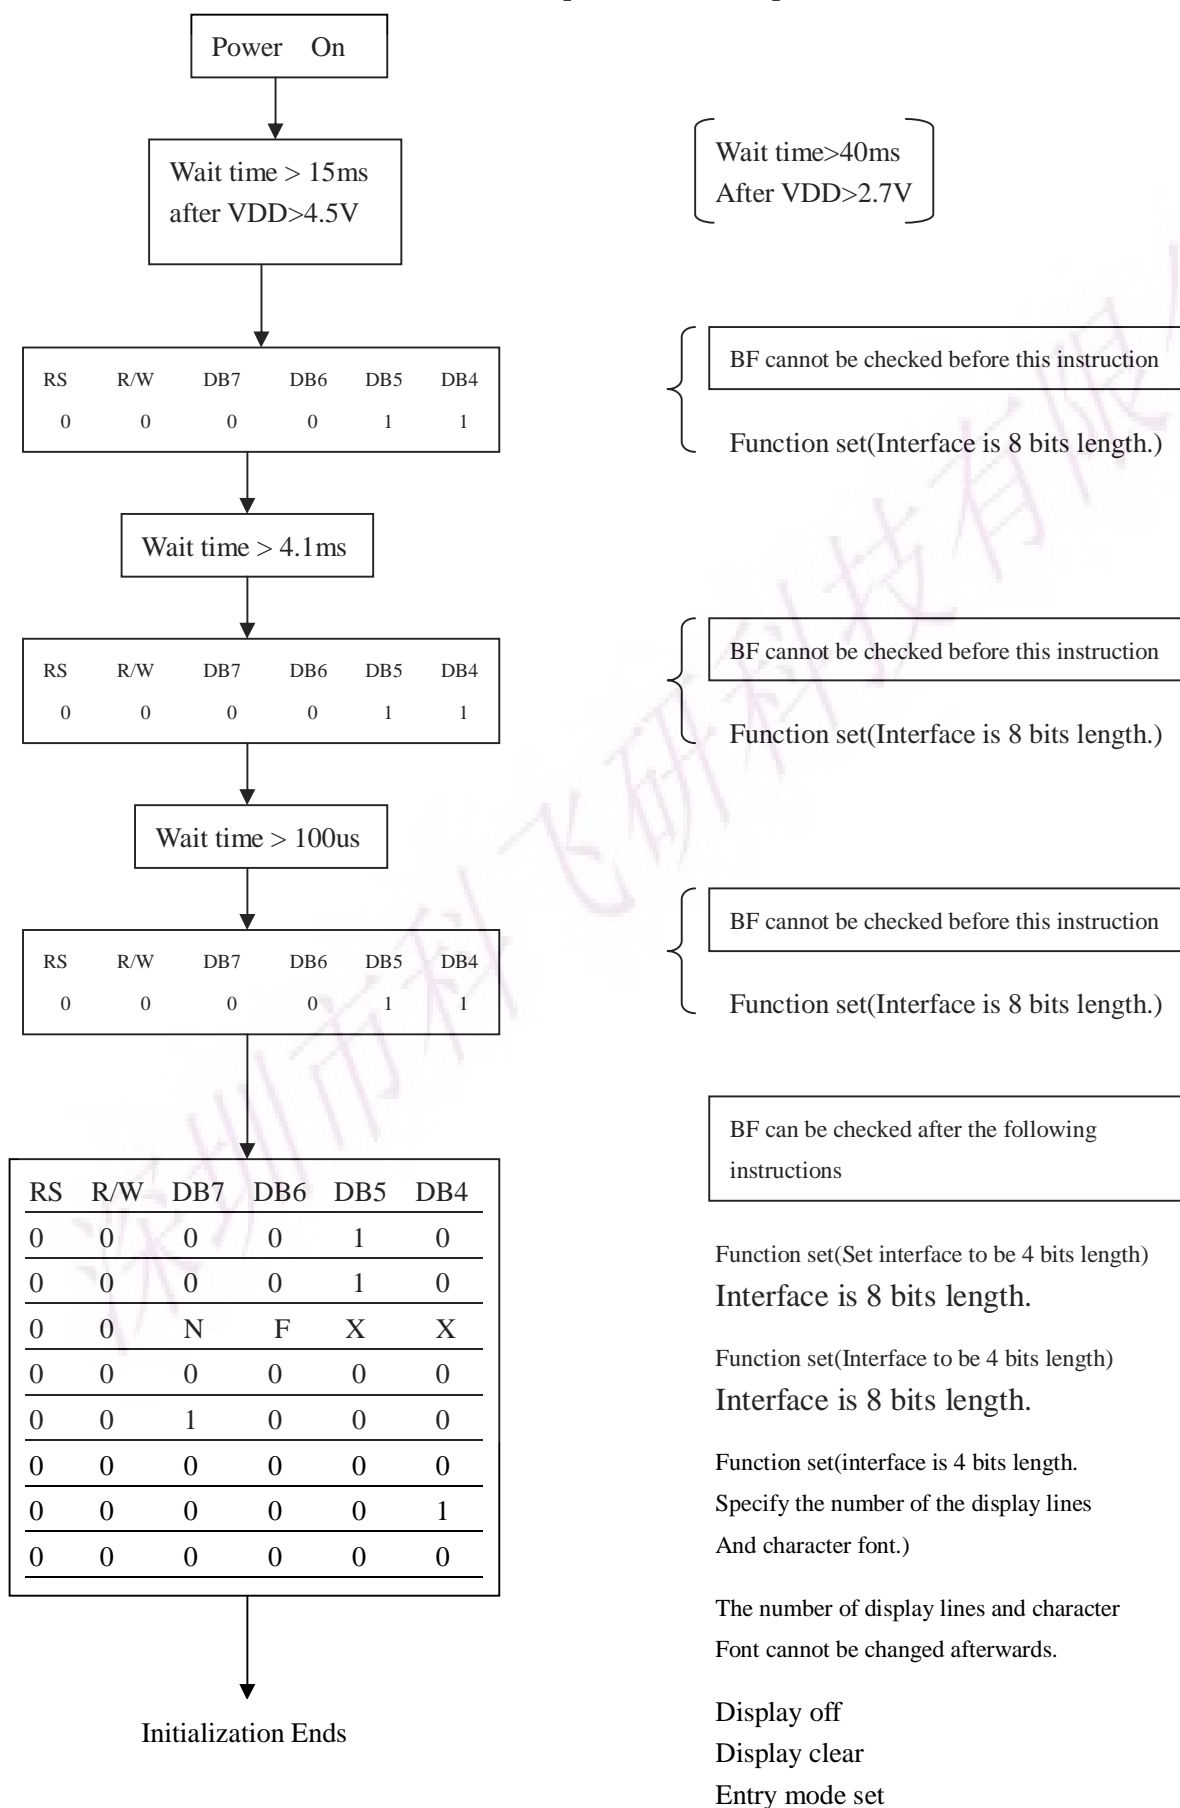 Power On
Wait time > 15ms
after VDD>4.5V
Wait time>40ms
After VDD>2.7V
RS R/W DB7 DB6 DB5 DB4
0 0 0 0 1 1
BF cannot be checked before this instruction
Function set(Interface is 8 bits length.)
Wait time > 4.1ms
RS R/W DB7 DB6 DB5 DB4
0 0 0 0 1 1
BF cannot be checked before this instruction
Function set(Interface is 8 bits length.)
Wait time > 100us
RS R/W DB7 DB6 DB5 DB4
0 0 0 0 1 1
BF cannot be checked before this instruction
Function set(Interface is 8 bits length.)
RS R/W DB7 DB6 DB5 DB4
0 0 0 0 1 0
0 0 0 0 1 0
0 0 N F X X
0 0 0 0 0 0
0 0 1 0 0 0
0 0 0 0 0 0
0 0 0 0 0 1
0 0 0 0 0 0
Initialization Ends
BF can be checked after the following
instructions
Function set(Set interface to be 4 bits length)
Interface is 8 bits length.
Function set(Interface to be 4 bits length)
Interface is 8 bits length.
Function set(interface is 4 bits length.
Specify the number of the display lines
And character font.)
The number of display lines and character
Font cannot be changed afterwards.
Display off
Display clear
Entry mode set
深圳市科飞研科技有限